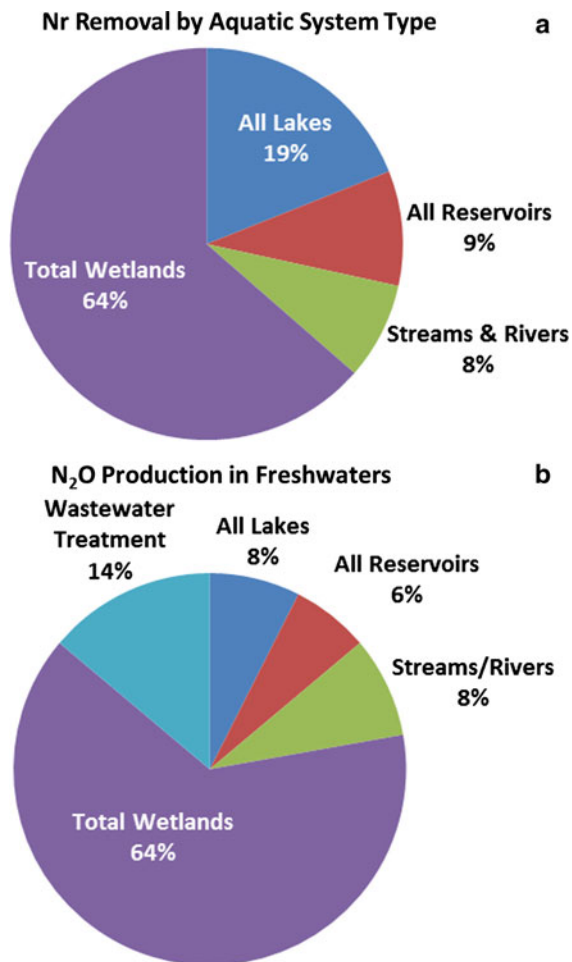 Nr Removal by Aquatic System Type
a
All Lakes
19%
All Reservoirs
9%
Total Wetlands
64%
Streams & Rivers
8%
N₂O Production in Freshwaters
b
Wastewater
Treatment
14%
All Lakes
8%
All Reservoirs
6%
Streams/Rivers
8%
Total Wetlands
64%